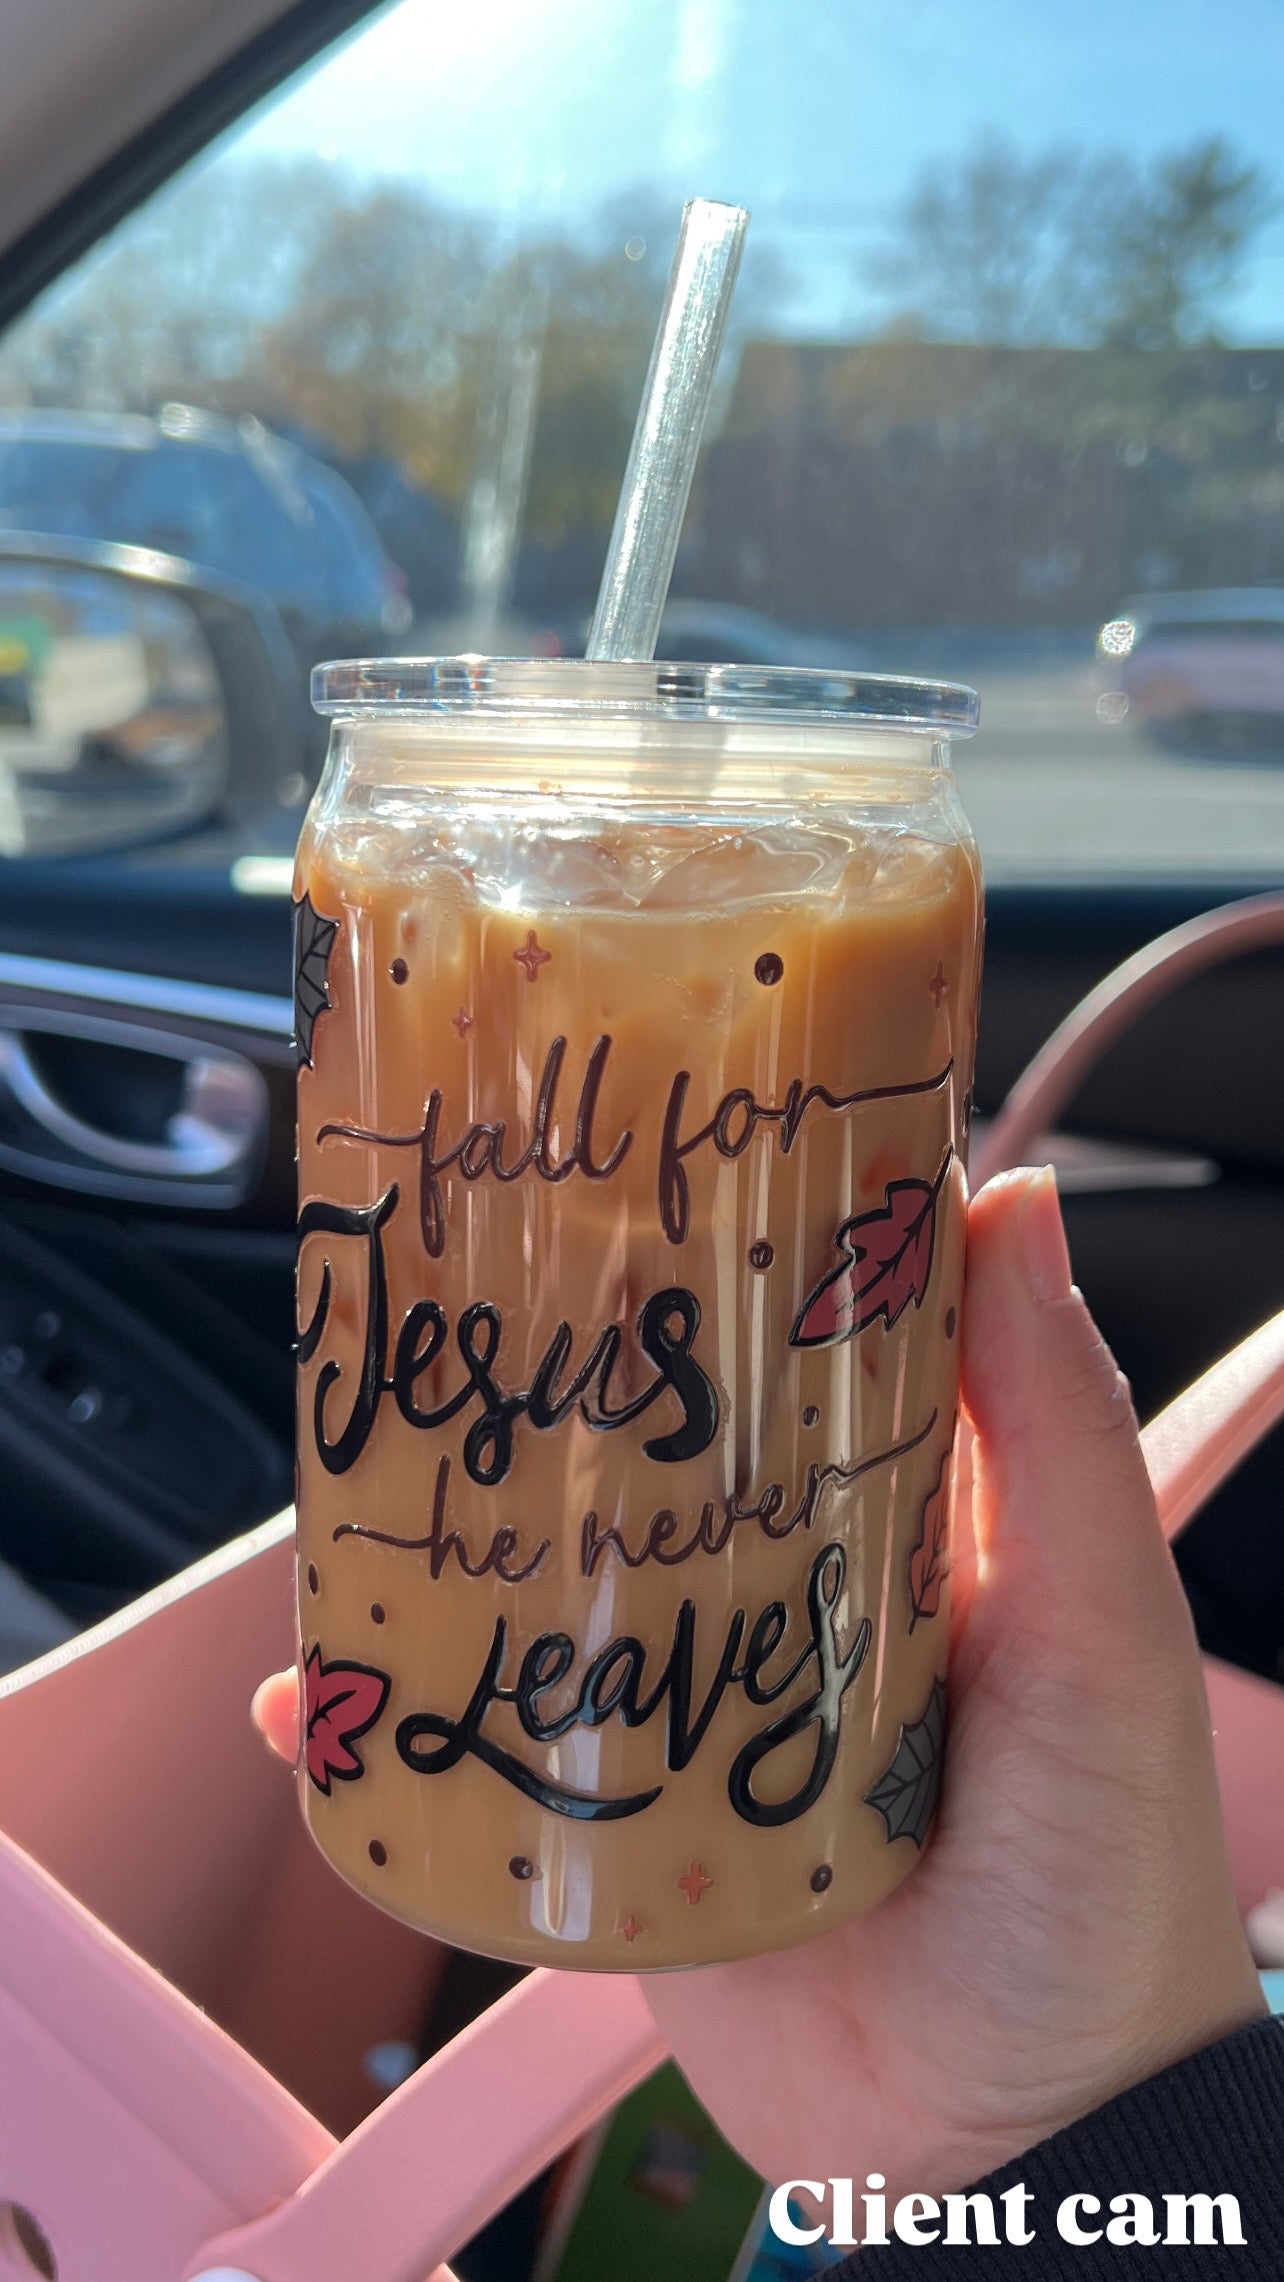 fall for
Jesus
he never
Leaves
Client cam